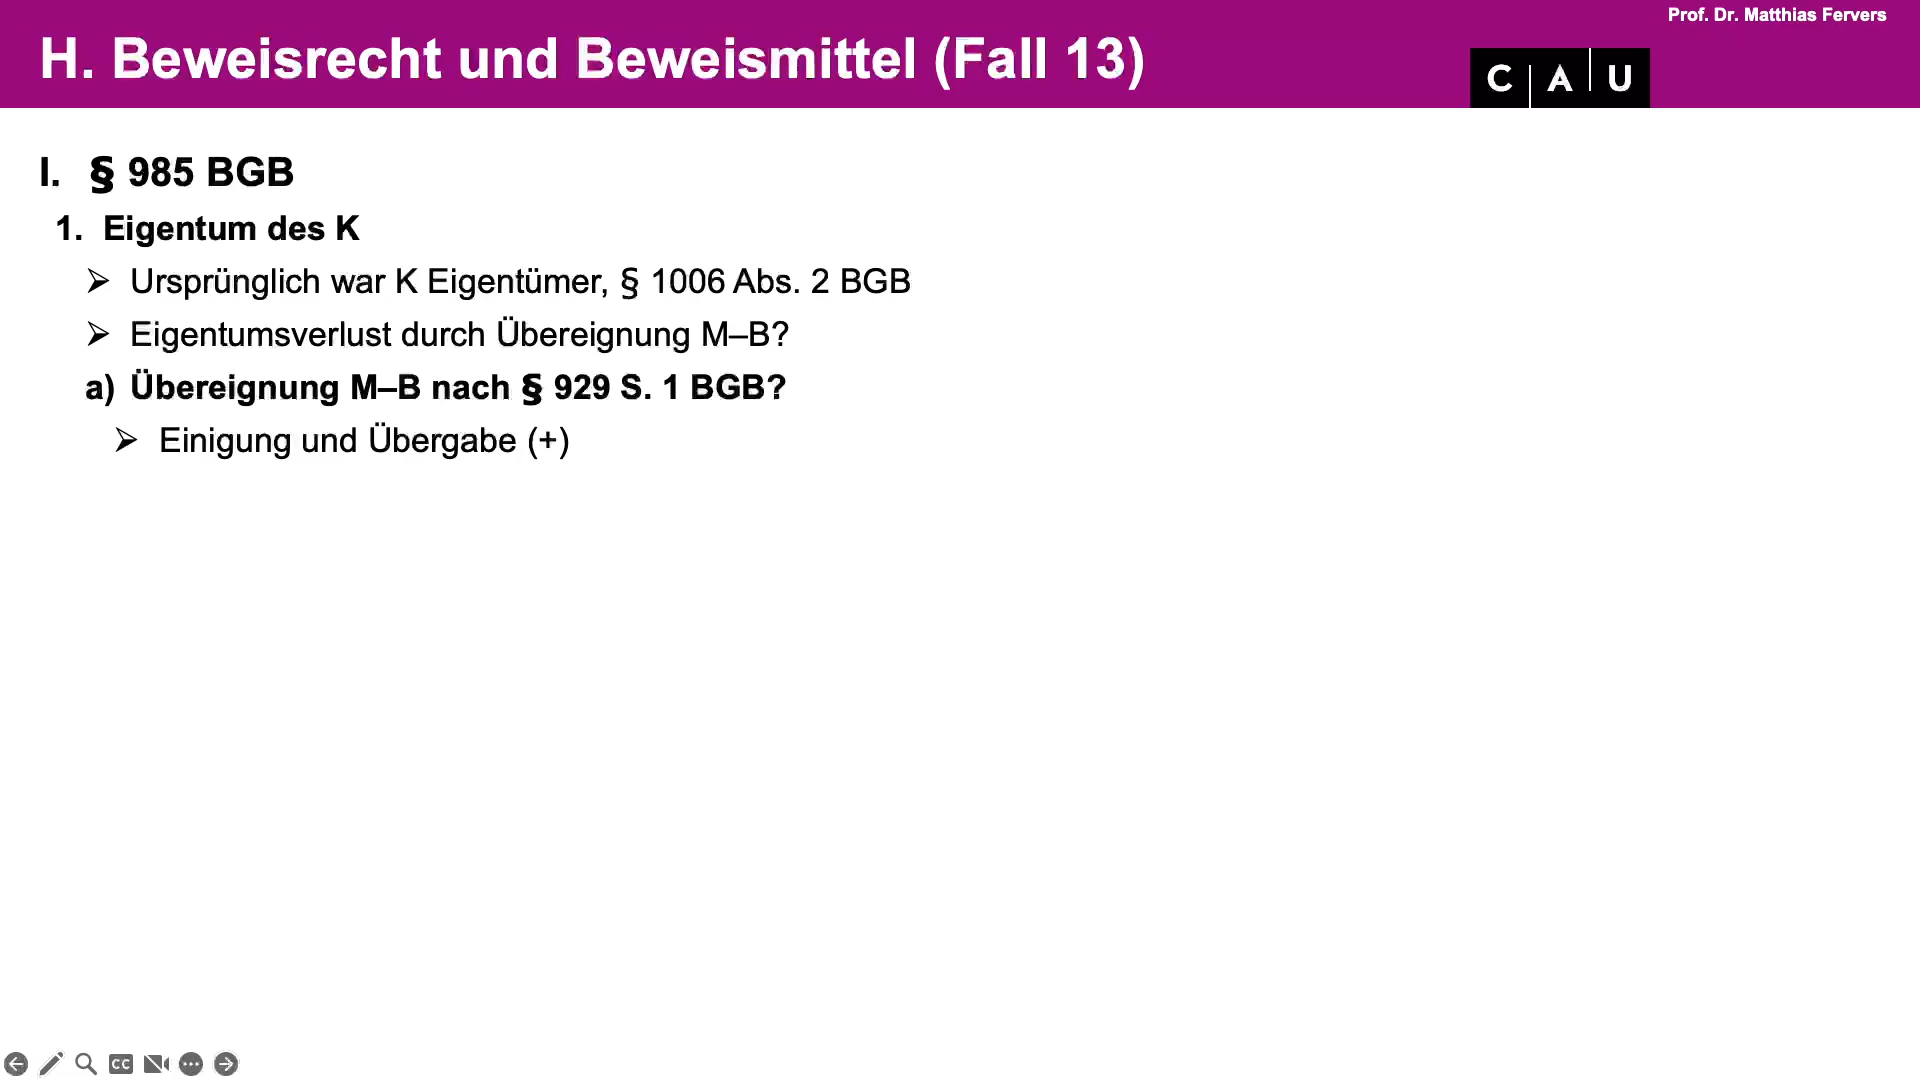 Prof. Dr. Matthias Fervers
H. Beweisrecht und Beweismittel (Fall 13)
C A U
I. § 985 BGB
1. Eigentum des K
➢ Ursprünglich war K Eigentümer, § 1006 Abs. 2 BGB
➢ Eigentumsverlust durch Übereignung M–B?
a) Übereignung M–B nach § 929 S. 1 BGB?
➢ Einigung und Übergabe (+)
CC